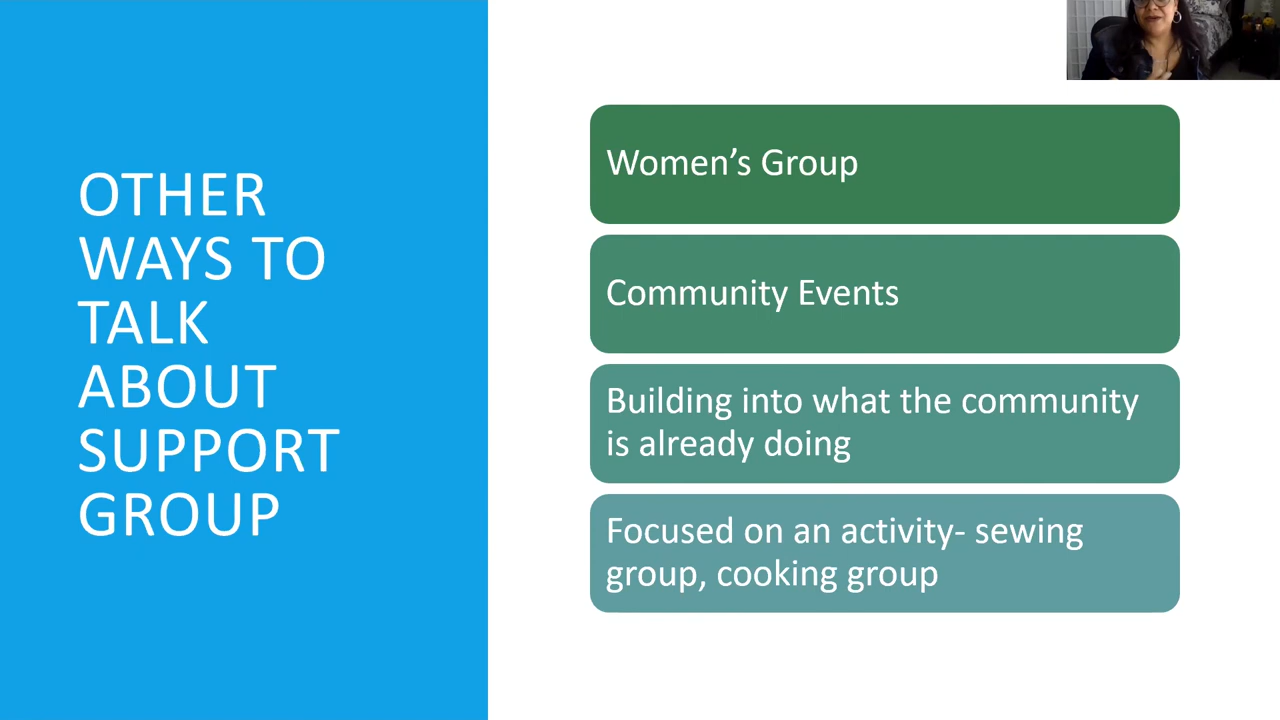 OTHER
WAYS TO
TALK
ABOUT
SUPPORT
GROUP
Women’s Group
Community Events
Building into what the community
is already doing
Focused on an activity- sewing
group, cooking group